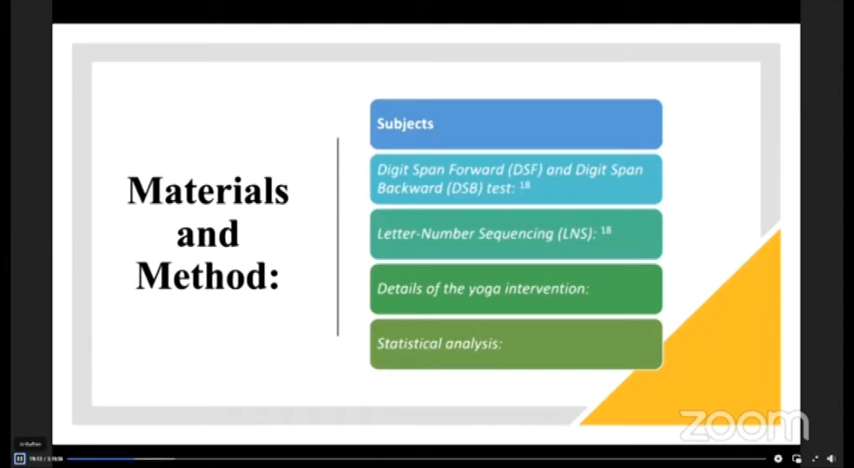 Materials
and
Method:
Subjects
Digit Span Forward (DSF) and Digit Span
Backward (DSB) test: 18
Letter-Number Sequencing (LNS): 18
Details of the yoga intervention:
Statistical analysis:
zoom